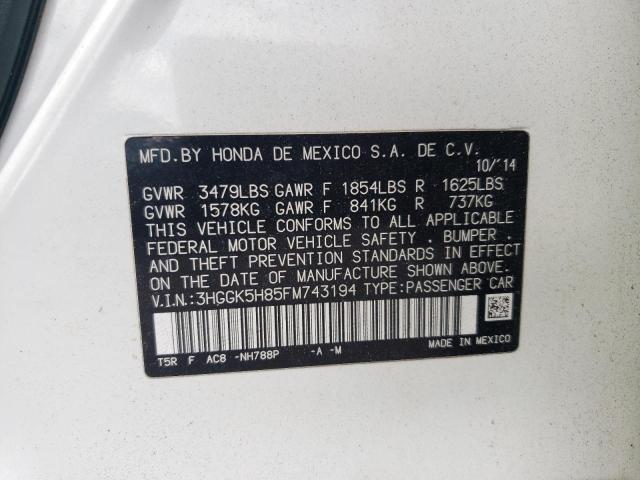 MFD.BY HONDA DE MEXICO S.A. DE C.V.
10/'14
GVWR 3479LBS GAWR F 1854LBS R 1625LBS
GVWR 1578KG GAWR F 841KG R 737KG
THIS VEHICLE CONFORMS TO ALL APPLICABLE
FEDERAL MOTOR VEHICLE SAFETY , BUMPER ,
AND THEFT PREVENTION STANDARDS IN EFFECT
ON THE DATE OF MANUFACTURE SHOWN ABOVE.
V.I.N.:3HGGK5H85FM743194 TYPE:PASSENGER CAR
T5R F AC8 -NH788P -A -M MADE IN MEXICO